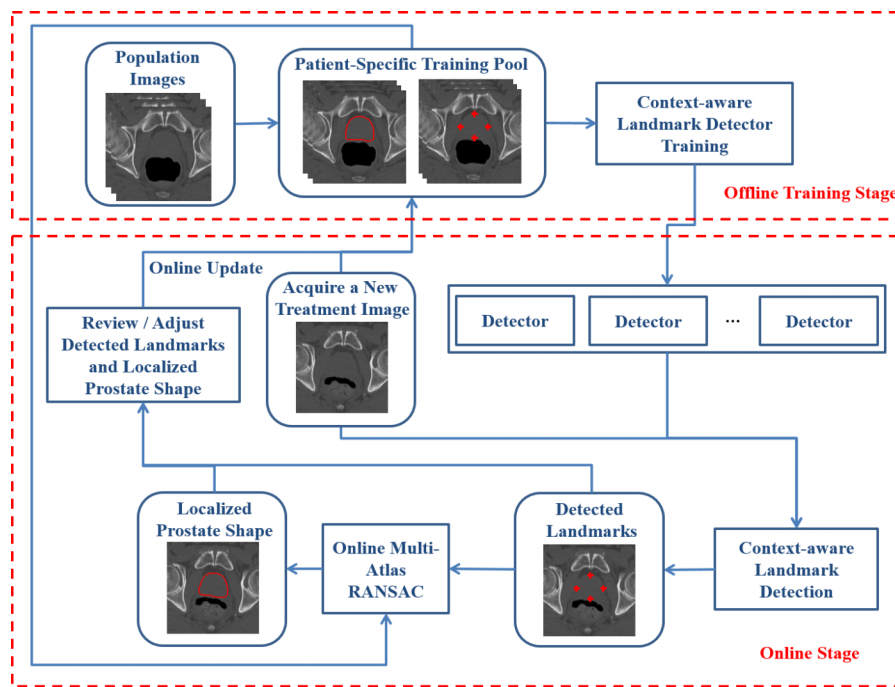 Population
Images
Patient-Specific Training Pool
Context-aware
Landmark Detector
Training
Offline Training Stage
Online Update
Acquire a New
Treatment Image
Review / Adjust
Detected Landmarks
and Localized
Prostate Shape
Detector
Detector
...
Detector
Localized
Prostate Shape
Online Multi-
Atlas
RANSAC
Detected
Landmarks
Context-aware
Landmark
Detection
Online Stage